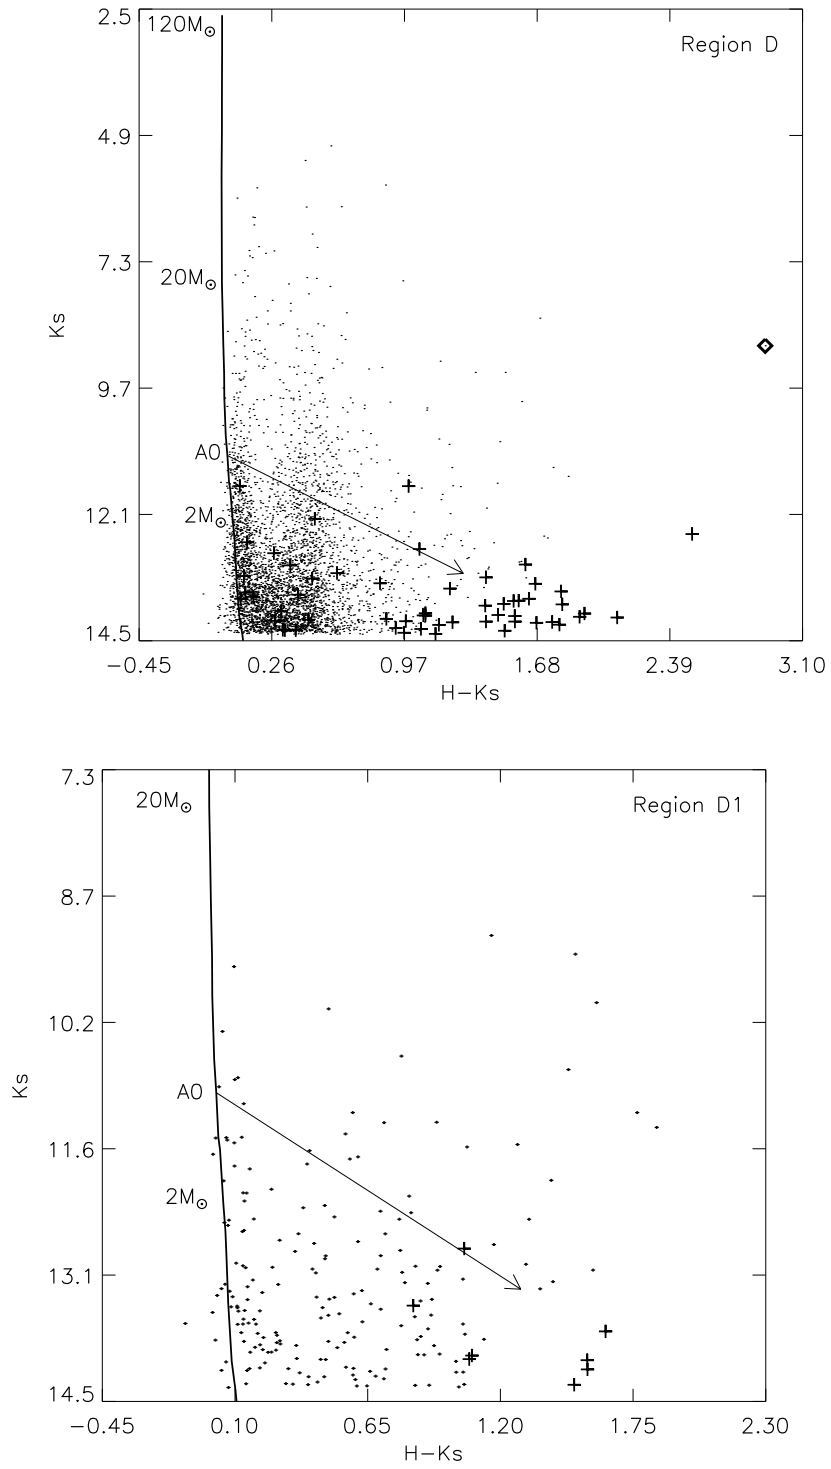 2.5
120M⊙
Region D
4.9
7.3
20M⊙
Ks
9.7
A0
12.1
2M⊙
14.5
−0.45 0.26 0.97 1.68 2.39 3.10
H−Ks
7.3
20M⊙
Region D1
8.7
10.2
Ks
A0
11.6
2M⊙
13.1
14.5
−0.45 0.10 0.65 1.20 1.75 2.30
H−Ks